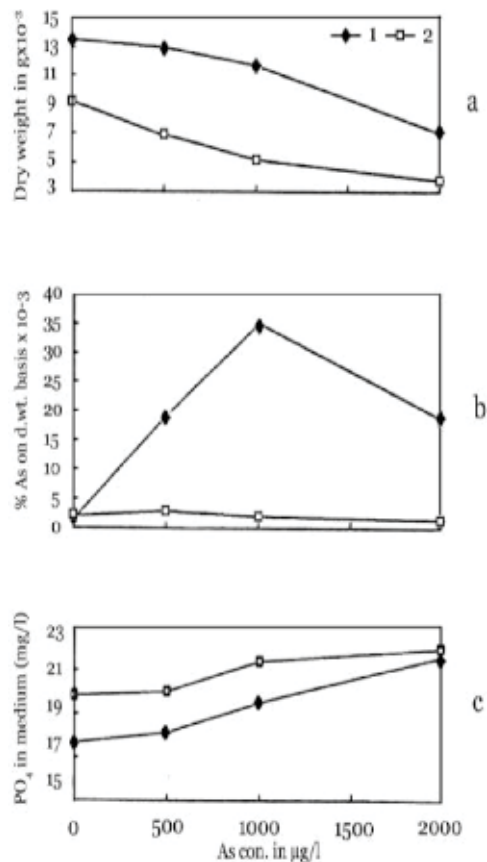 15
13
11
9
7
5
3
Dry weight in gx10⁻³
1 2
a
40
35
30
25
20
15
10
5
0
% As on d.wt. basis x 10-3
b
23
21
19
17
15
PO₄ in medium (mg/l)
c
0 500 1000 1500 2000
As con. in µg/l